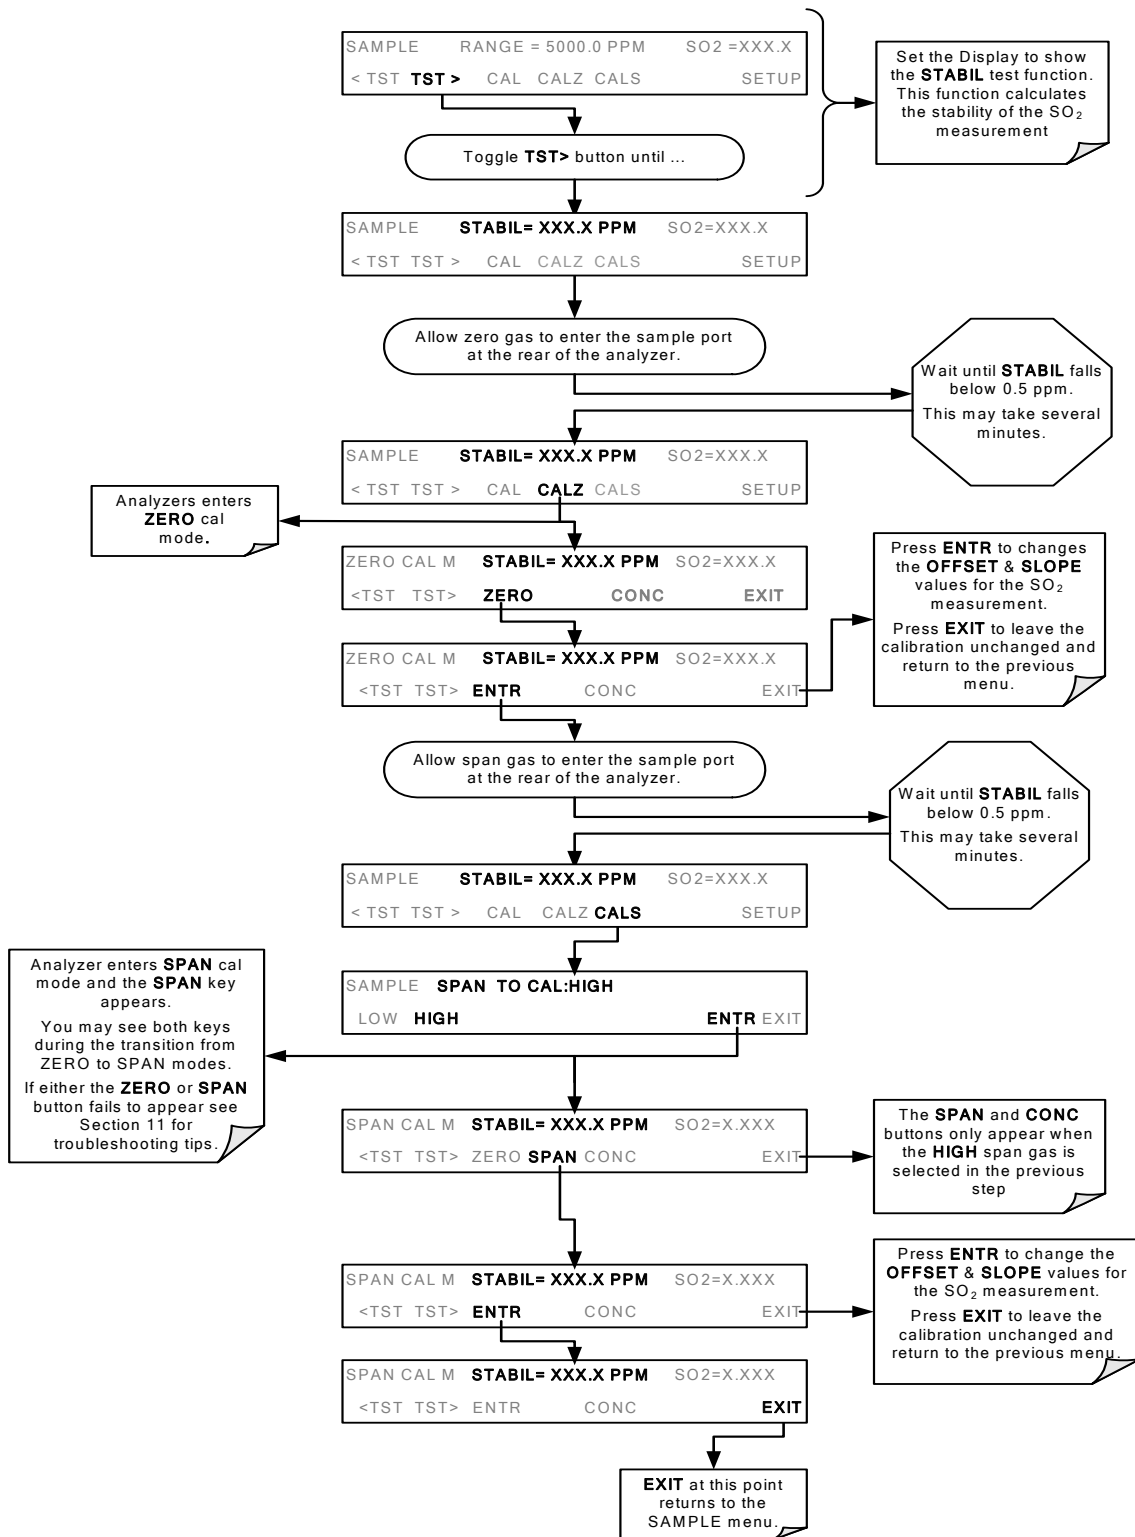 SAMPLE RANGE = 5000.0 PPM SO2 =XXX.X
< TST TST > CAL CALZ CALS SETUP
Set the Display to show
the STABIL test function.
This function calculates
the stability of the SO₂
measurement
Toggle TST> button until ...
SAMPLE STABIL= XXX.X PPM SO2=XXX.X
< TST TST > CAL CALZ CALS SETUP
Allow zero gas to enter the sample port
at the rear of the analyzer.
Wait until STABIL falls
below 0.5 ppm.
This may take several
minutes.
SAMPLE STABIL= XXX.X PPM SO2=XXX.X
< TST TST > CAL CALZ CALS SETUP
Analyzers enters
ZERO cal
mode.
ZERO CAL M STABIL= XXX.X PPM SO2=XXX.X
<TST TST> ZERO CONC EXIT
Press ENTR to changes
the OFFSET & SLOPE
values for the SO₂
measurement.
Press EXIT to leave the
calibration unchanged and
return to the previous
menu.
ZERO CAL M STABIL= XXX.X PPM SO2=XXX.X
<TST TST> ENTR CONC EXIT
Allow span gas to enter the sample port
at the rear of the analyzer.
Wait until STABIL falls
below 0.5 ppm.
This may take several
minutes.
SAMPLE STABIL= XXX.X PPM SO2=XXX.X
< TST TST > CAL CALZ CALS SETUP
Analyzer enters SPAN cal
mode and the SPAN key
appears.
You may see both keys
during the transition from
ZERO to SPAN modes.
If either the ZERO or SPAN
button fails to appear see
Section 11 for
troubleshooting tips.
SAMPLE SPAN TO CAL:HIGH
LOW HIGH ENTR EXIT
SPAN CAL M STABIL= XXX.X PPM SO2=X.XXX
<TST TST> ZERO SPAN CONC EXIT
The SPAN and CONC
buttons only appear when
the HIGH span gas is
selected in the previous
step
SPAN CAL M STABIL= XXX.X PPM SO2=X.XXX
<TST TST> ENTR CONC EXIT
Press ENTR to change the
OFFSET & SLOPE values for
the SO₂ measurement.
Press EXIT to leave the
calibration unchanged and
return to the previous menu.
SPAN CAL M STABIL= XXX.X PPM SO2=X.XXX
<TST TST> ENTR CONC EXIT
EXIT at this point
returns to the
SAMPLE menu.